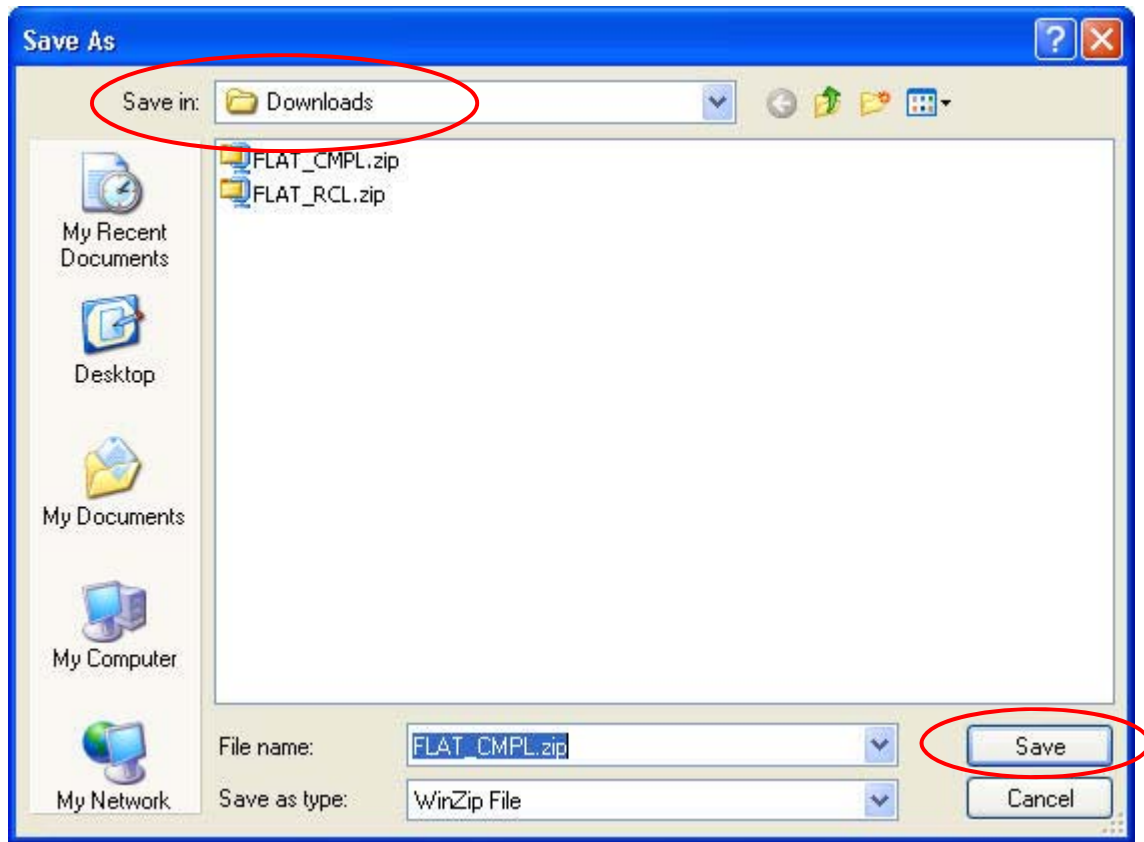 Save As
Save in:
Downloads
FLAT_CMPL.zip
FLAT_RCL.zip
My Recent
Documents
Desktop
My Documents
My Computer
My Network
File name:
FLAT_CMPL.zip
Save
Save as type:
WinZip File
Cancel